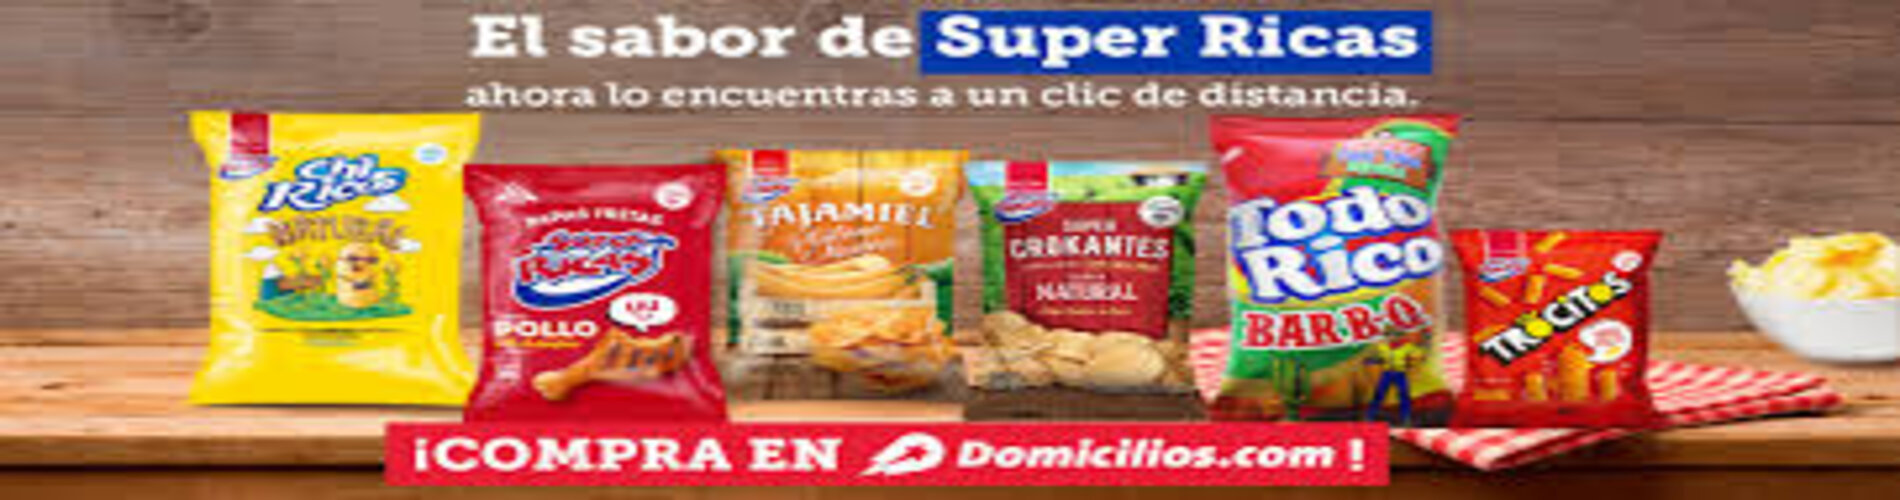 El sabor de Super Ricas
ahora lo encuentras a un clic de distancia.
Chi
Ricas
NATURAL
PAPAS FRITAS
Super
RICAS
POLLO
TAJAMIEL
SUPER
CROKANTES
NATURAL
Todo
Rico
BAR-B-Q
TROCITOS
¡COMPRA EN Domicilios.com!